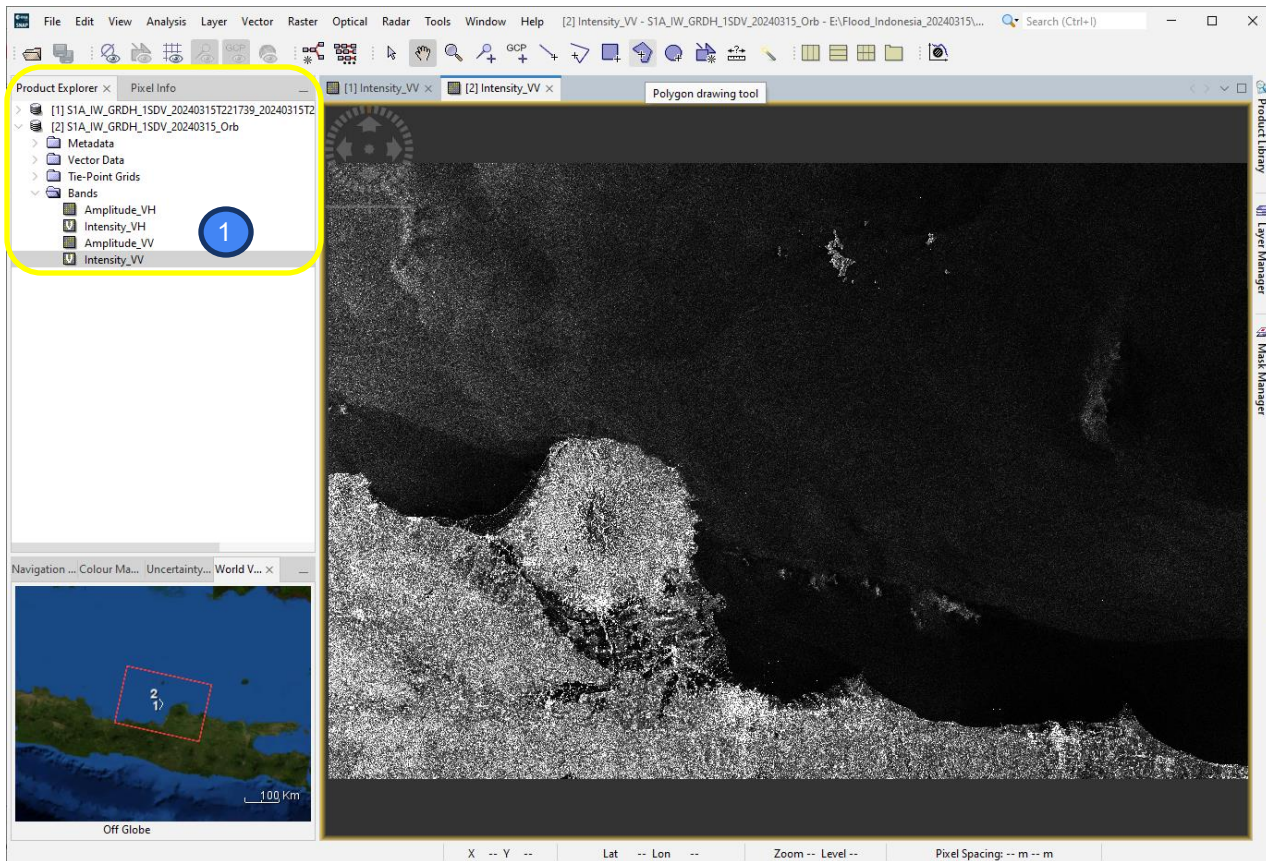 File Edit View Analysis Layer Vector Raster Optical Radar Tools Window Help [2] Intensity_VV - S1A_IW_GRDH_1SDV_20240315_Orb - E:\Flood_Indonesia_20240315\... Search (Ctrl+I)
GCP GCP
Product Explorer × Pixel Info
[1] Intensity_VV × [2] Intensity_VV ×
Polygon drawing tool
[1] S1A_IW_GRDH_1SDV_20240315T221739_20240315T2
[2] S1A_IW_GRDH_1SDV_20240315_Orb
Metadata
Vector Data
Tie-Point Grids
Bands
Amplitude_VH
Intensity_VH
Amplitude_VV
Intensity_VV
1
Product Library
Layer Manager
Mask Manager
Navigation ... Colour Ma... Uncertainty... World V... ×
2
1
100 Km
Off Globe
X -- Y -- Lat -- Lon -- Zoom -- Level -- Pixel Spacing: -- m -- m